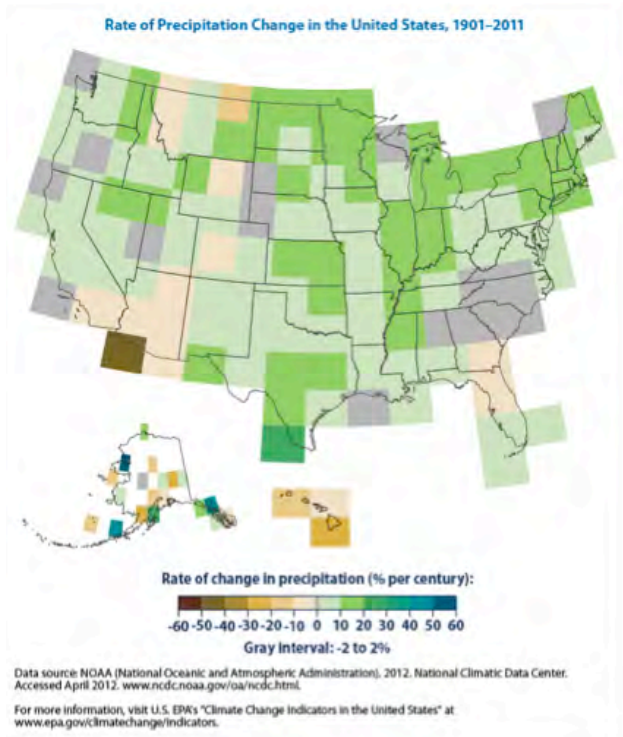 Rate of Precipitation Change in the United States, 1901–2011
Rate of change in precipitation (% per century):
-60 -50 -40 -30 -20 -10 0 10 20 30 40 50 60
Gray interval: -2 to 2%
Data source: NOAA (National Oceanic and Atmospheric Administration). 2012. National Climatic Data Center.
Accessed April 2012. www.ncdc.noaa.gov/oa/ncdc.html.
For more information, visit U.S. EPA's "Climate Change Indicators in the United States" at
www.epa.gov/climatechange/indicators.